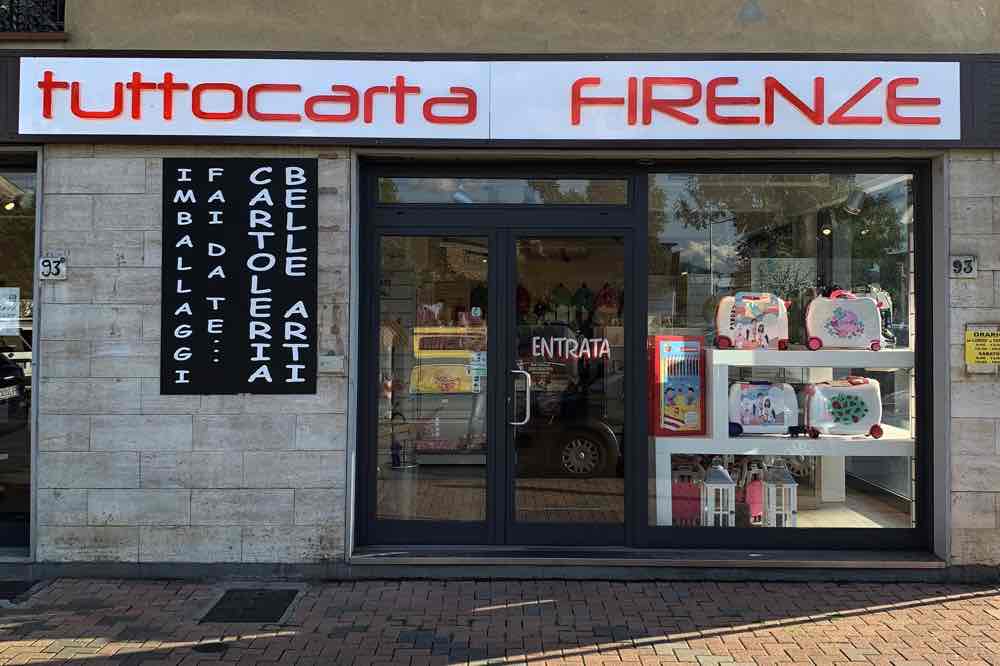 tuttocarta FIRENZE
BELLE ARTI
CARTOLERIA
FAI DA TE...
IMBALLAGGI
93
ENTRATA
93